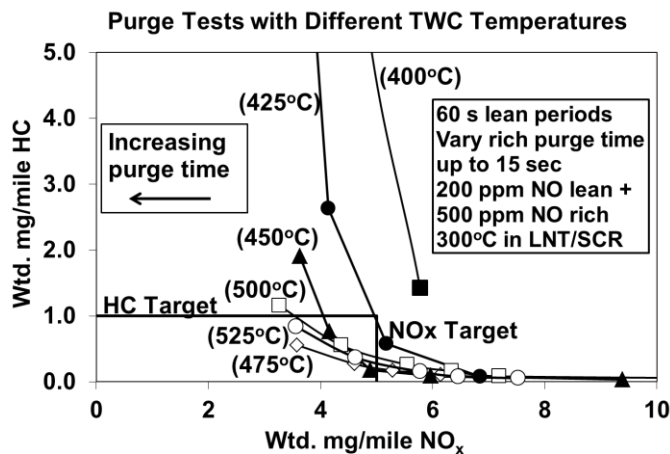 Purge Tests with Different TWC Temperatures
5.0
4.0
3.0
2.0
1.0
0.0
Wtd. mg/mile HC
(400°C)
(425°C)
60 s lean periods
Vary rich purge time
up to 15 sec
200 ppm NO lean +
500 ppm NO rich
300°C in LNT/SCR
Increasing
purge time
(450°C)
(500°C)
HC Target
NOx Target
(525°C)
(475°C)
0 2 4 6 8 10
Wtd. mg/mile NOx